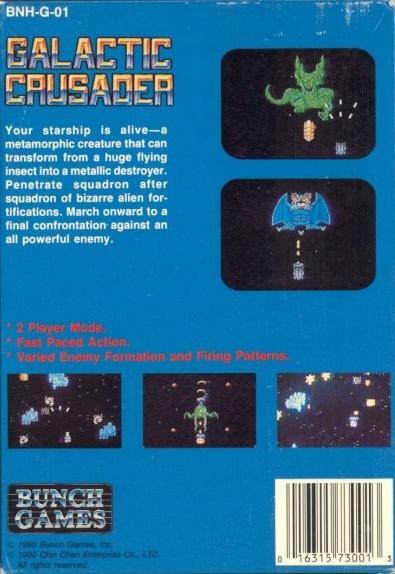 BNH-G-01
GALACTIC
CRUSADER
Your starship is alive—a
metamorphic creature that can
transform from a huge flying
insect into a metallic destroyer.
Penetrate squadron after
squadron of bizarre alien for-
tifications. March onward to a
final confrontation against an
all powerful enemy.
* 2 Player Mode.
* Fast Paced Action.
* Varied Enemy Formation and Firing Patterns.
BUNCH
GAMES
© 1990 Bunch Games, Inc.
© 1990 Chin Chen Enterprise Co., LTD.
All rights reserved.
0 16315 73001 3